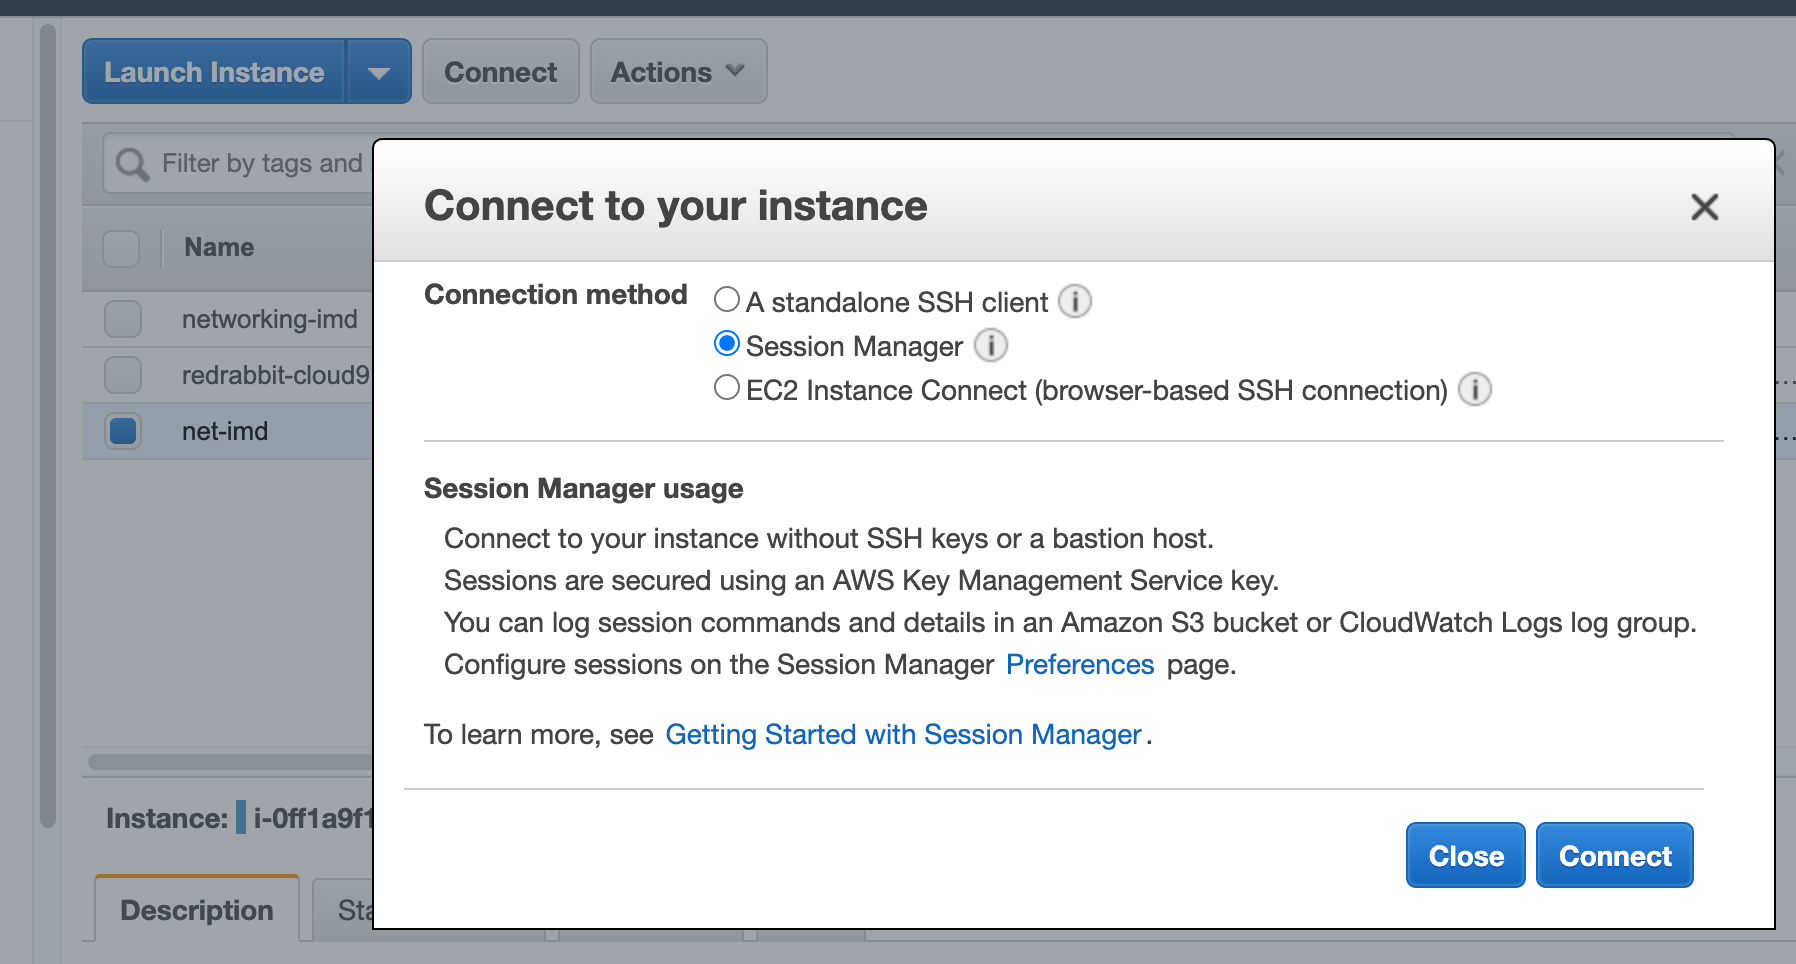 Launch Instance
Connect
Actions
Filter by tags and
Connect to your instance
Name
Connection method
A standalone SSH client
networking-imd
Session Manager
redrabbit-cloud9
EC2 Instance Connect (browser-based SSH connection)
net-imd
Session Manager usage
Connect to your instance without SSH keys or a bastion host.
Sessions are secured using an AWS Key Management Service key.
You can log session commands and details in an Amazon S3 bucket or CloudWatch Logs log group.
Configure sessions on the Session Manager Preferences page.
To learn more, see Getting Started with Session Manager.
Instance: i-0ff1a9f1
Close
Connect
Description
Sta